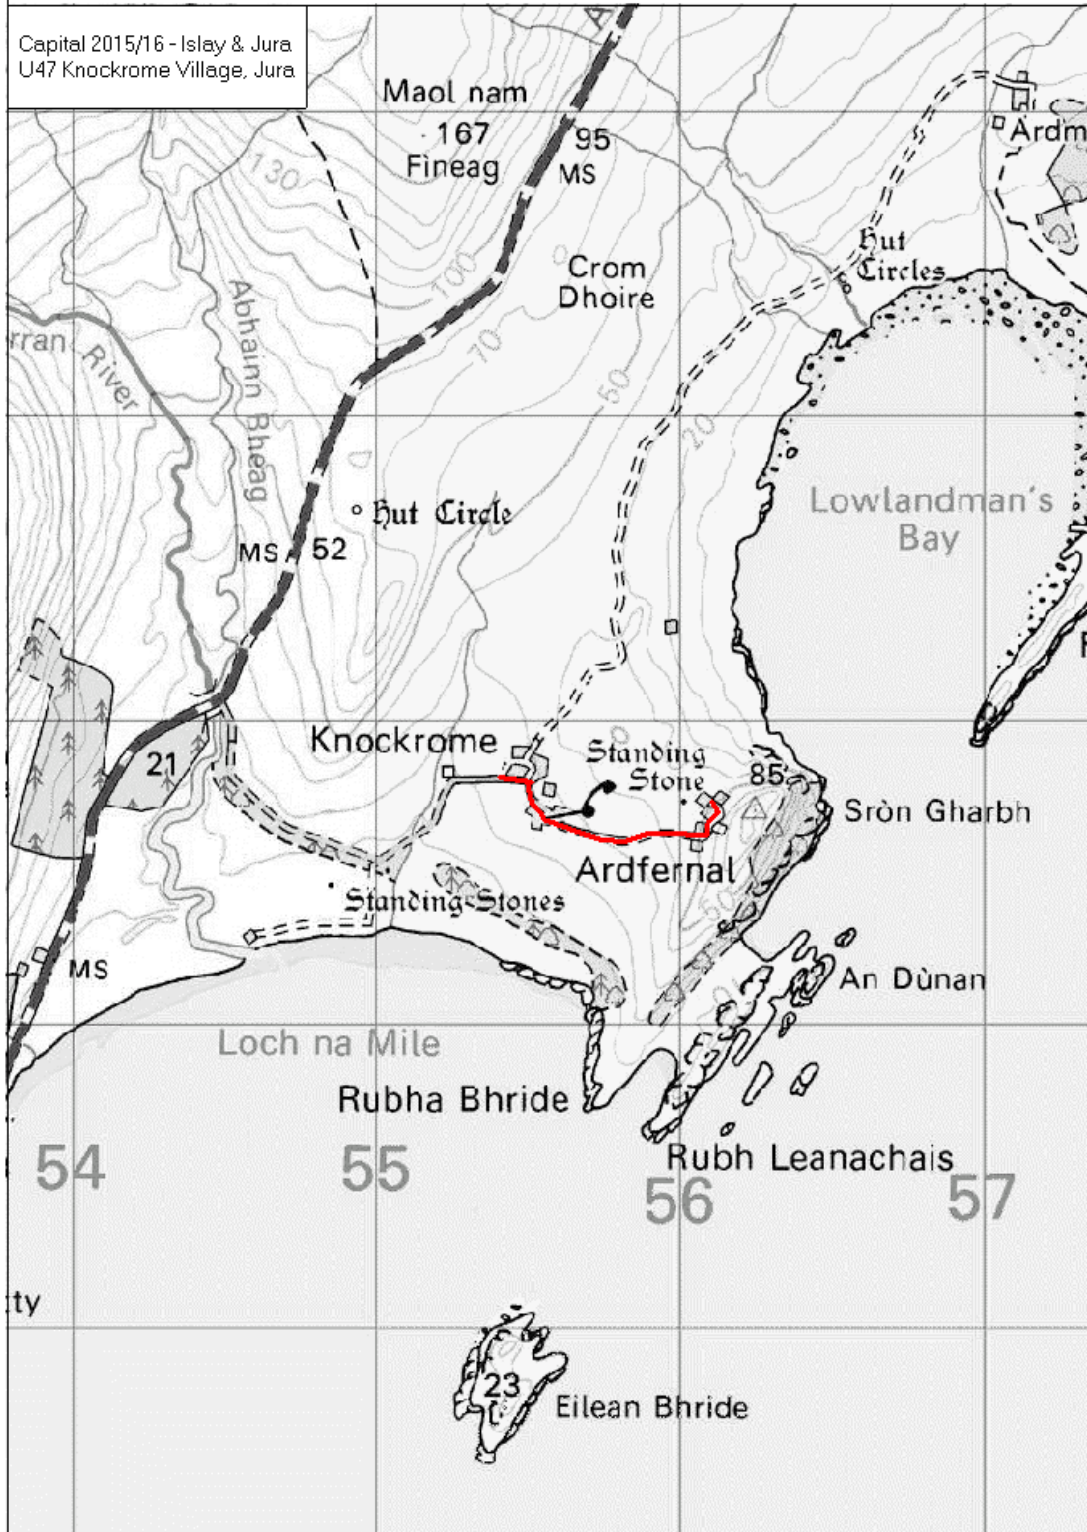 Capital 2015/16 - Islay & Jura
U47 Knockrome Village, Jura
A
Maol nam
167
Fineag
95
MS
130
Ardm
Hut
Circles
Crom
Dhoire
100
70
50
20
rran
River
Abhainn Bheag
Hut Circle
MS
52
Lowlandman's
Bay
Knockrome
21
Standing
Stone
85
Sròn Gharbh
Ardfernal
50
Standing Stones
MS
An Dùnan
Loch na Mile
Rubha Bhride
Rubh Leanachais
54
55
56
57
ty
23
Eilean Bhride